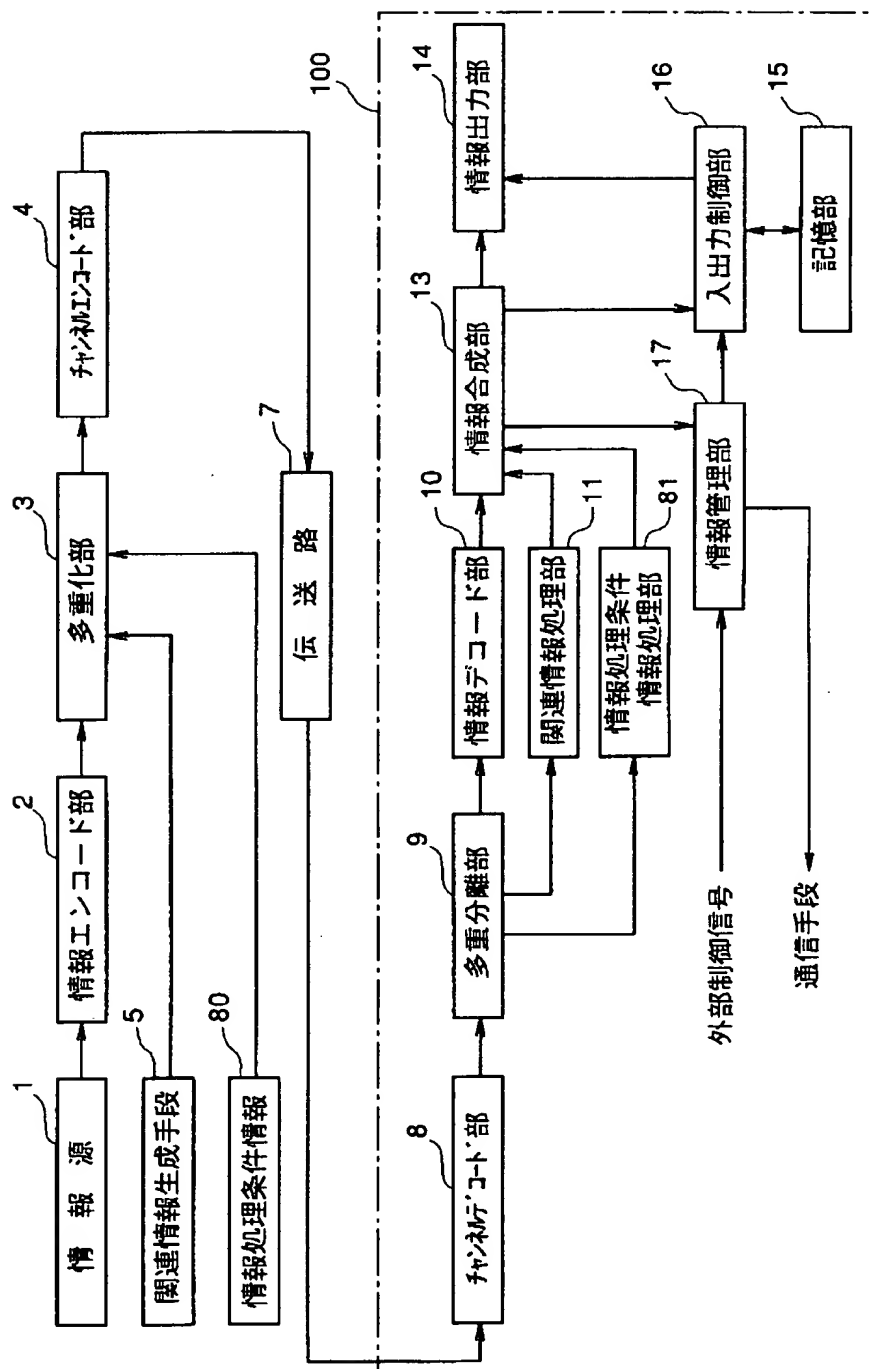 1
情報源
2
情報エンコード部
3
多重化部
4
チャンネルエンコード部
5
関連情報生成手段
80
情報処理条件情報
7
伝送路
100
8
チャンネルデコード部
9
多重分離部
10
情報デコード部
11
関連情報処理部
81
情報処理条件
情報処理部
13
情報合成部
14
情報出力部
16
入出力制御部
15
記憶部
17
情報管理部
外部制御信号
通信手段